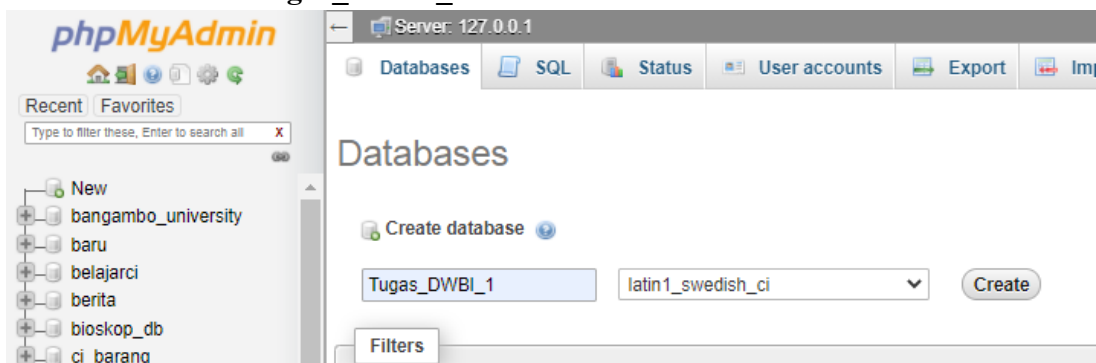 phpMyAdmin
Recent Favorites
Type to filter these, Enter to search all X
New
bangambo_university
baru
belajarci
berita
bioskop_db
ci_barang
Server: 127.0.0.1
Databases SQL Status User accounts Export
Databases
Create database
Tugas_DWBI_1 latin1_swedish_ci Create
Filters